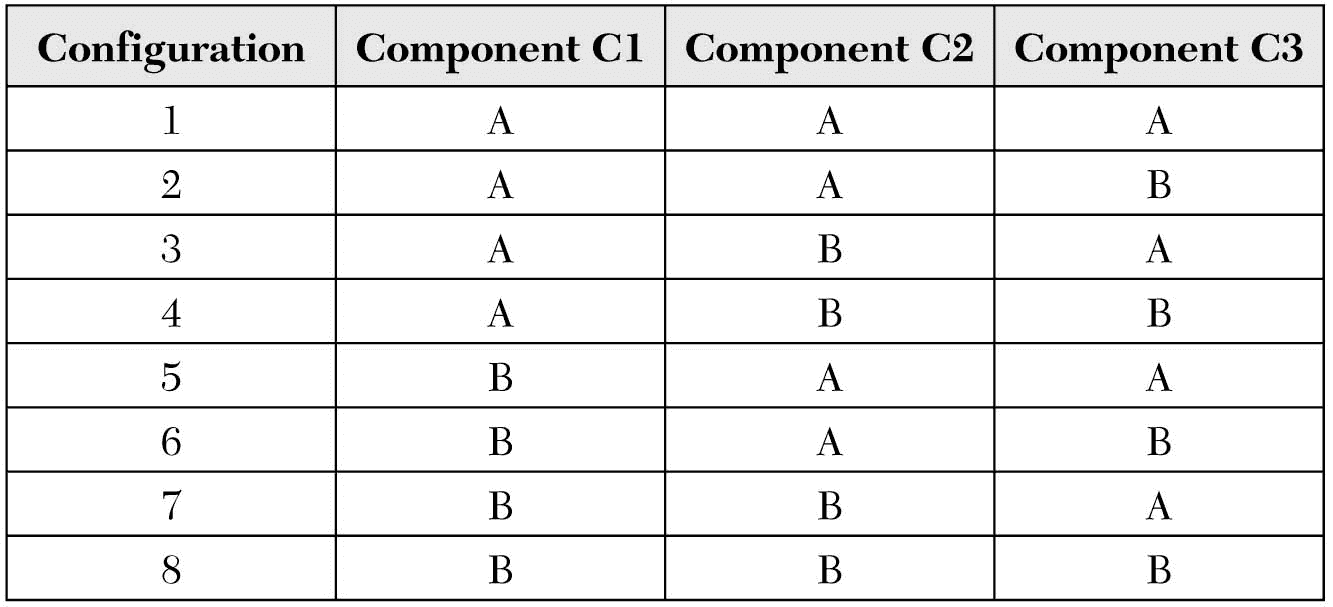 Configuration Component C1 Component C2 Component C3
1 A A A
2 A A B
3 A B A
4 A B B
5 B A A
6 B A B
7 B B A
8 B B B